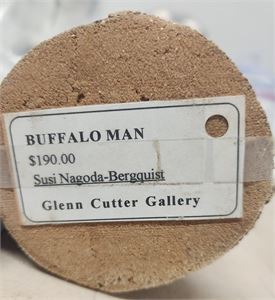 BUFFALO MAN
$190.00
Susi Nagoda-Bergquist
Glenn Cutter Gallery